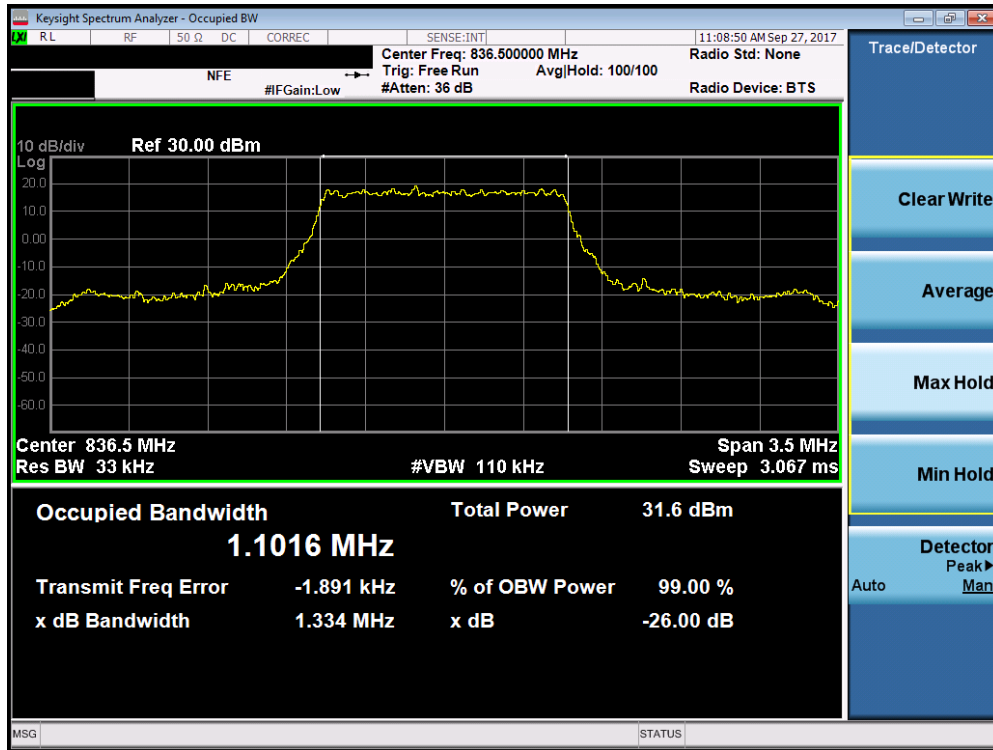 Keysight Spectrum Analyzer - Occupied BW
LXI RL RF 50 Ω DC CORREC SENSE:INT 11:08:50 AM Sep 27, 2017
Center Freq: 836.500000 MHz Radio Std: None
NFE Trig: Free Run Avg|Hold: 100/100
#IFGain:Low #Atten: 36 dB Radio Device: BTS
10 dB/div Ref 30.00 dBm
Log
20.0
10.0
0.00
-10.0
-20.0
-30.0
-40.0
-50.0
-60.0
Center 836.5 MHz Span 3.5 MHz
Res BW 33 kHz #VBW 110 kHz Sweep 3.067 ms
Occupied Bandwidth Total Power 31.6 dBm
1.1016 MHz
Transmit Freq Error -1.891 kHz % of OBW Power 99.00 %
x dB Bandwidth 1.334 MHz x dB -26.00 dB
MSG STATUS
Trace/Detector
Clear Write
Average
Max Hold
Min Hold
Detector
Peak▶
Auto Man